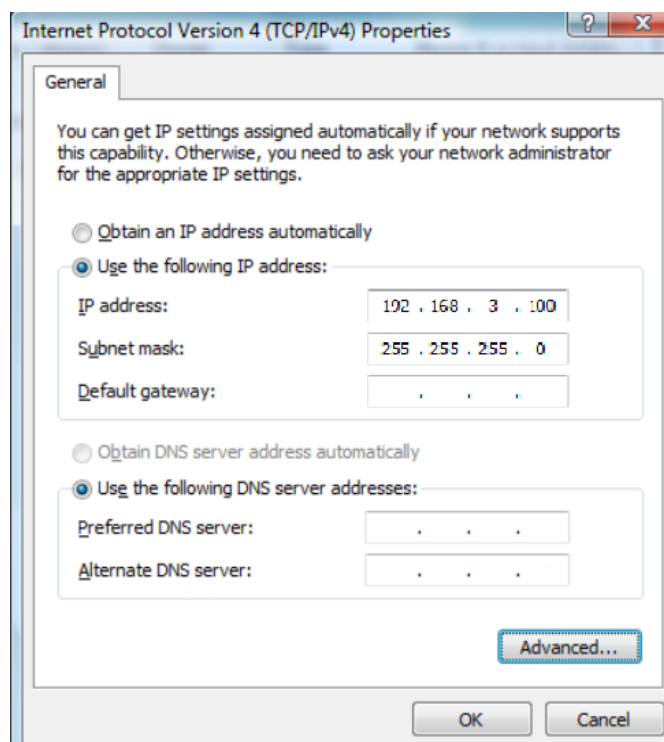 Internet Protocol Version 4 (TCP/IPv4) Properties
General
You can get IP settings assigned automatically if your network supports
this capability. Otherwise, you need to ask your network administrator
for the appropriate IP settings.
Obtain an IP address automatically
Use the following IP address:
IP address: 192 . 168 . 3 . 100
Subnet mask: 255 . 255 . 255 . 0
Default gateway: . . .
Obtain DNS server address automatically
Use the following DNS server addresses:
Preferred DNS server: . . .
Alternate DNS server: . . .
Advanced...
OK Cancel